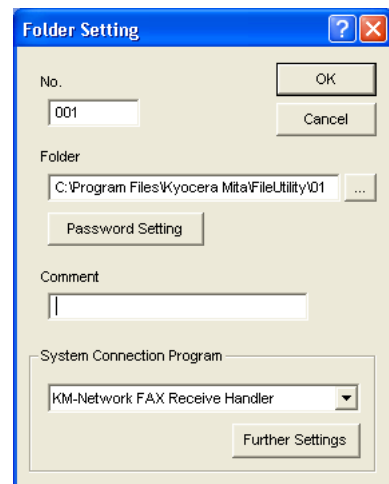 Folder Setting
No.
OK
001
Cancel
Folder
C:\Program Files\Kyocera Mita\FileUtility\01
...
Password Setting
Comment
System Connection Program
KM-Network FAX Receive Handler
Further Settings